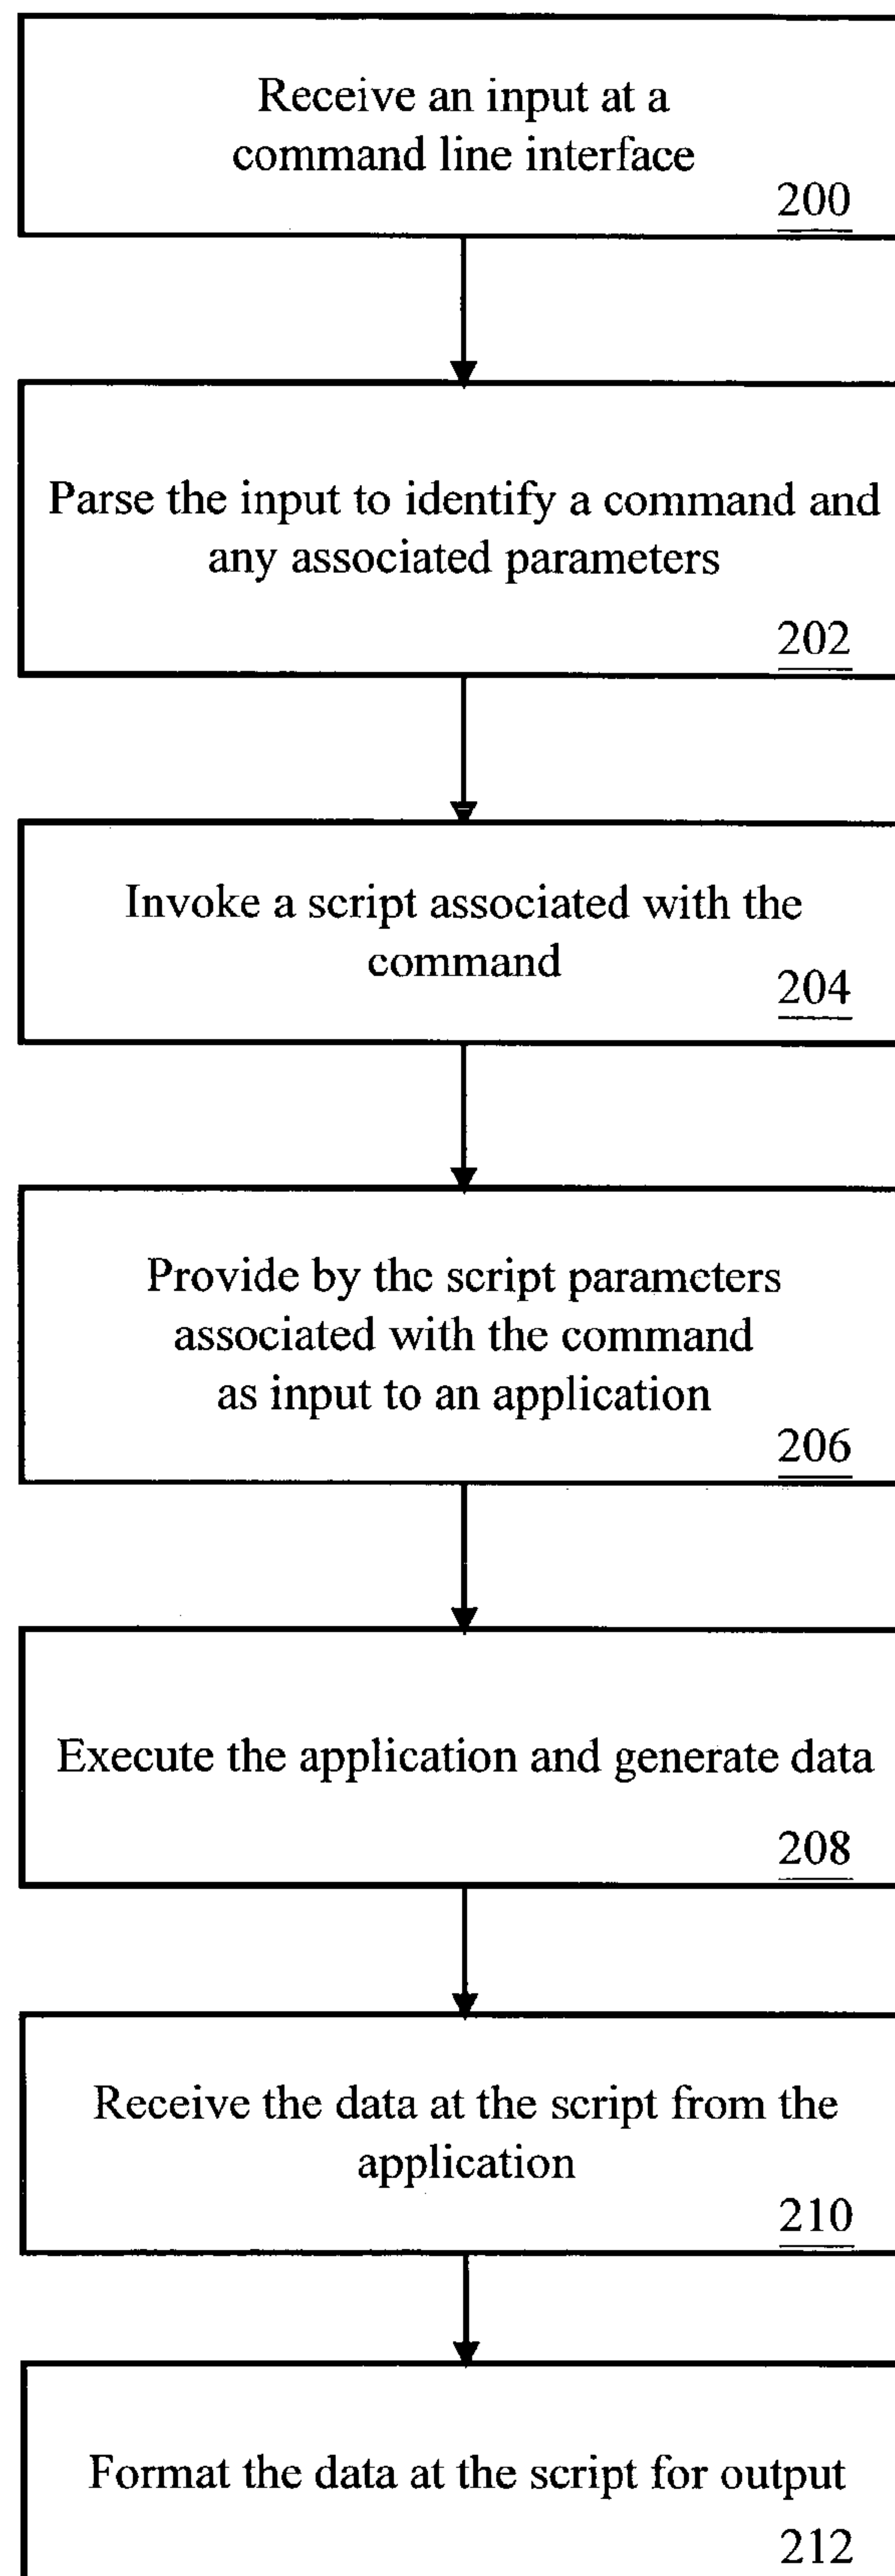 Receive an input at a
command line interface
200
Parse the input to identify a command and
any associated parameters
202
Invoke a script associated with the
command
204
Provide by the script parameters
associated with the command
as input to an application
206
Execute the application and generate data
208
Receive the data at the script from the
application
210
Format the data at the script for output
212